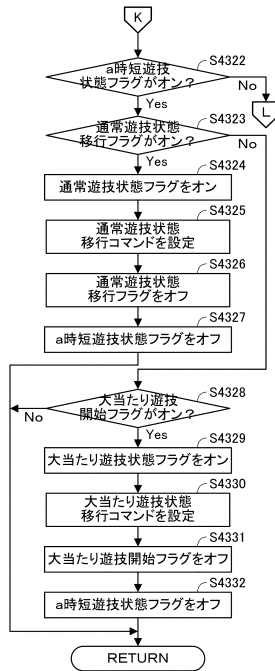 K
S4322
a時短遊技
状態フラグがオン?
No
L
Yes
S4323
通常遊技状態
移行フラグがオン?
No
Yes
S4324
通常遊技状態フラグをオン
S4325
通常遊技状態
移行コマンドを設定
S4326
通常遊技状態
移行フラグをオフ
S4327
a時短遊技状態フラグをオフ
S4328
大当たり遊技
開始フラグがオン?
No
Yes
S4329
大当たり遊技状態フラグをオン
S4330
大当たり遊技状態
移行コマンドを設定
S4331
大当たり遊技開始フラグをオフ
S4332
a時短遊技状態フラグをオフ
RETURN